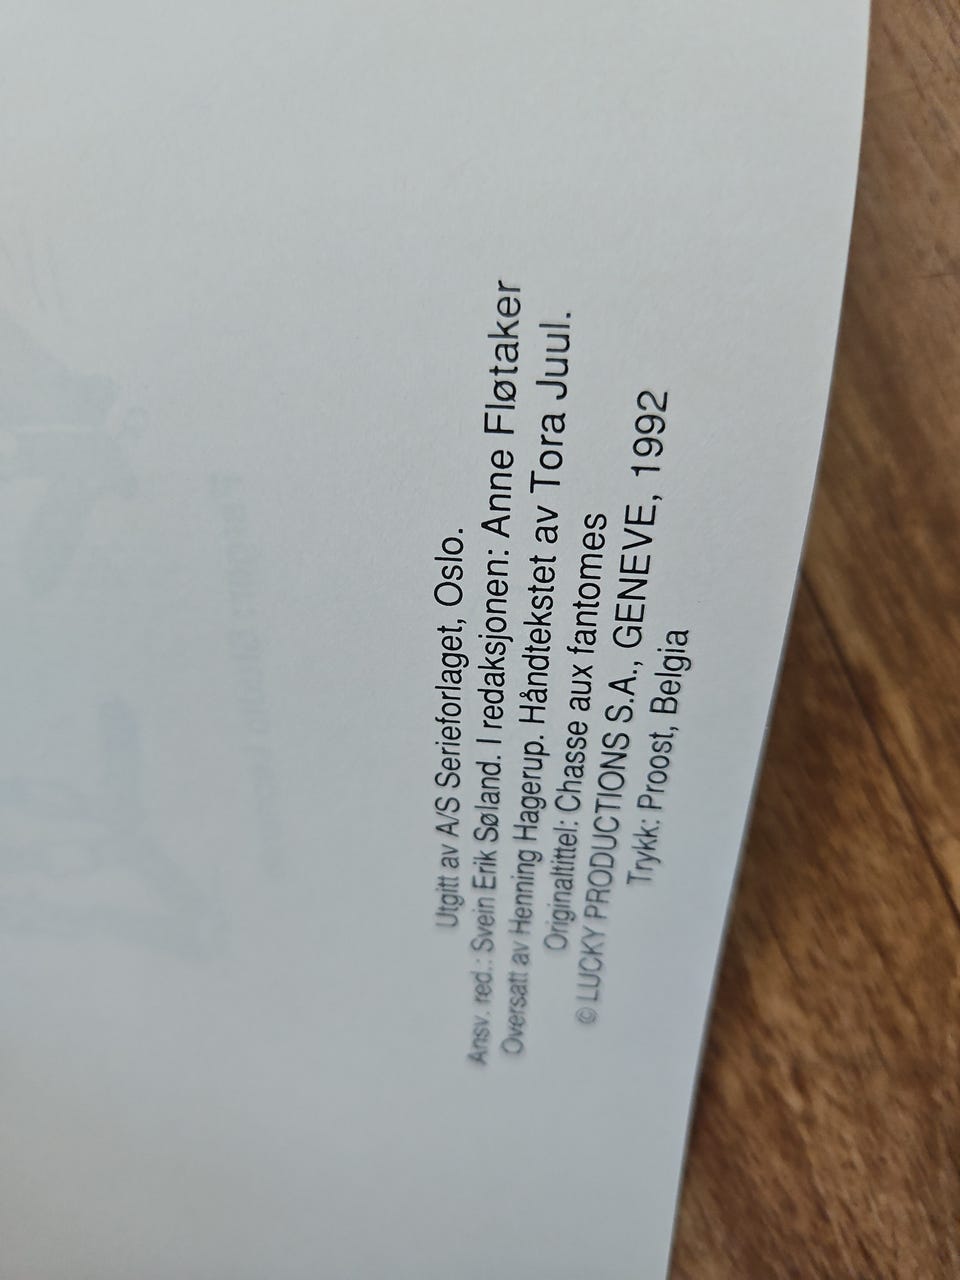 Utgitt av A/S Serieforlaget, Oslo.
Ansv. red.: Svein Erik Søland. I redaksjonen: Anne Fløtaker
Oversatt av Henning Hagerup. Håndtekstet av Tora Juul.
Originaltittel: Chasse aux fantomes
© LUCKY PRODUCTIONS S.A., GENEVE, 1992
Trykk: Proost, Belgia